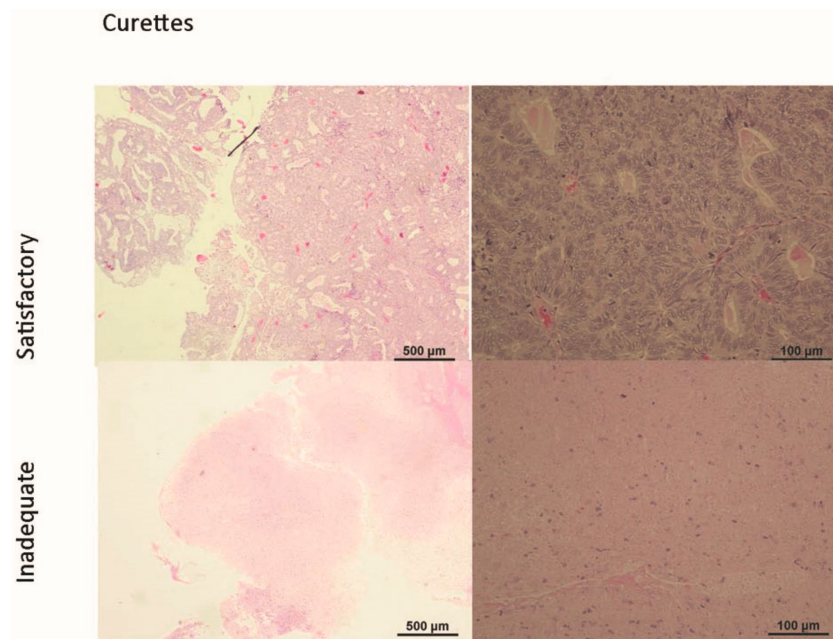 Curettes
Satisfactory
500 µm
100 µm
Inadequate
500 µm
100 µm